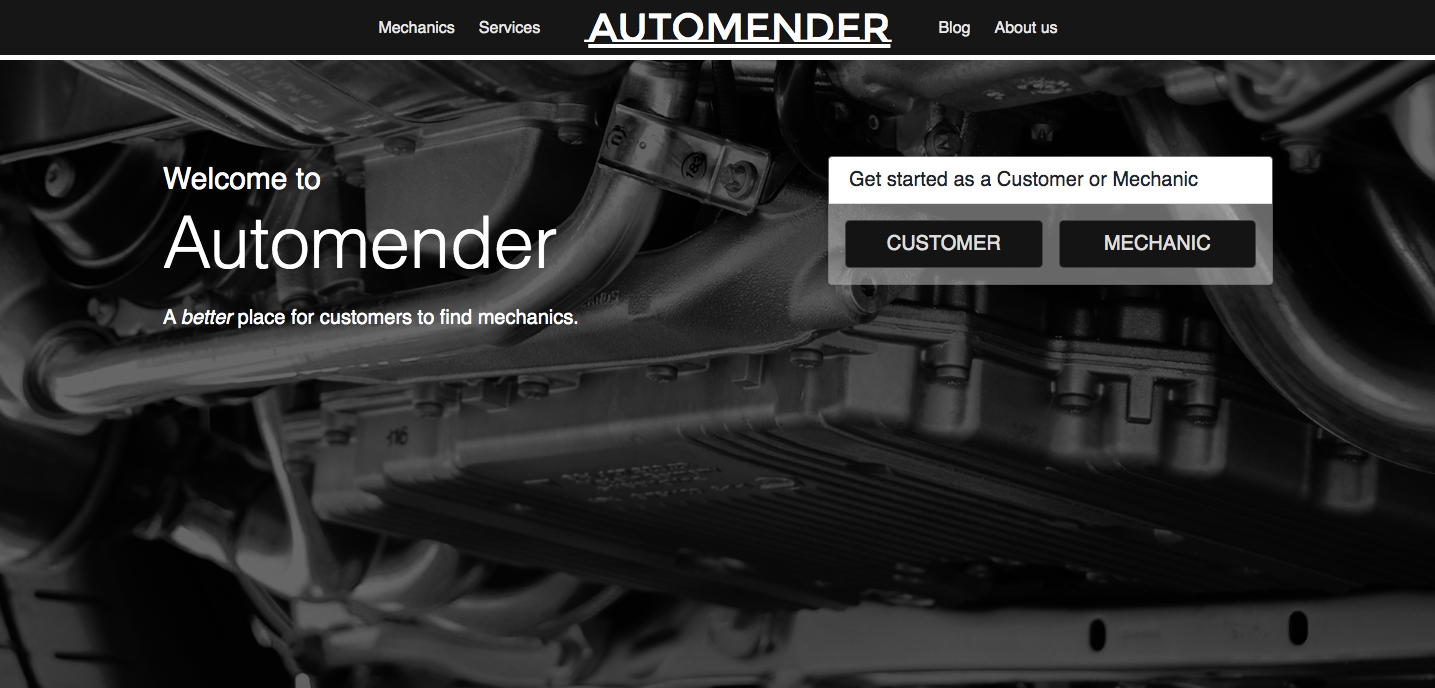 Mechanics Services AUTOMENDER Blog About us
Welcome to
Automender
A better place for customers to find mechanics.
Get started as a Customer or Mechanic
CUSTOMER MECHANIC
116